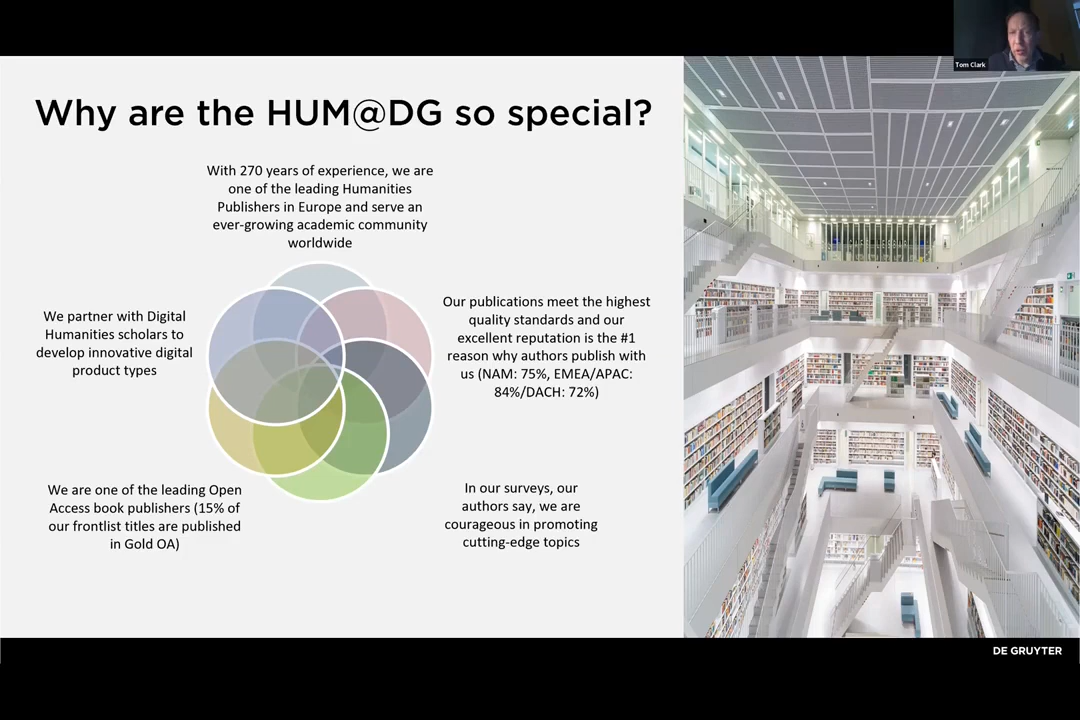 Tom Clark
Why are the HUM@DG so special?
With 270 years of experience, we are
one of the leading Humanities
Publishers in Europe and serve an
ever-growing academic community
worldwide
We partner with Digital
Humanities scholars to
develop innovative digital
product types
Our publications meet the highest
quality standards and our
excellent reputation is the #1
reason why authors publish with
us (NAM: 75%, EMEA/APAC:
84%/DACH: 72%)
We are one of the leading Open
Access book publishers (15% of
our frontlist titles are published
in Gold OA)
In our surveys, our
authors say, we are
courageous in promoting
cutting-edge topics
DE GRUYTER